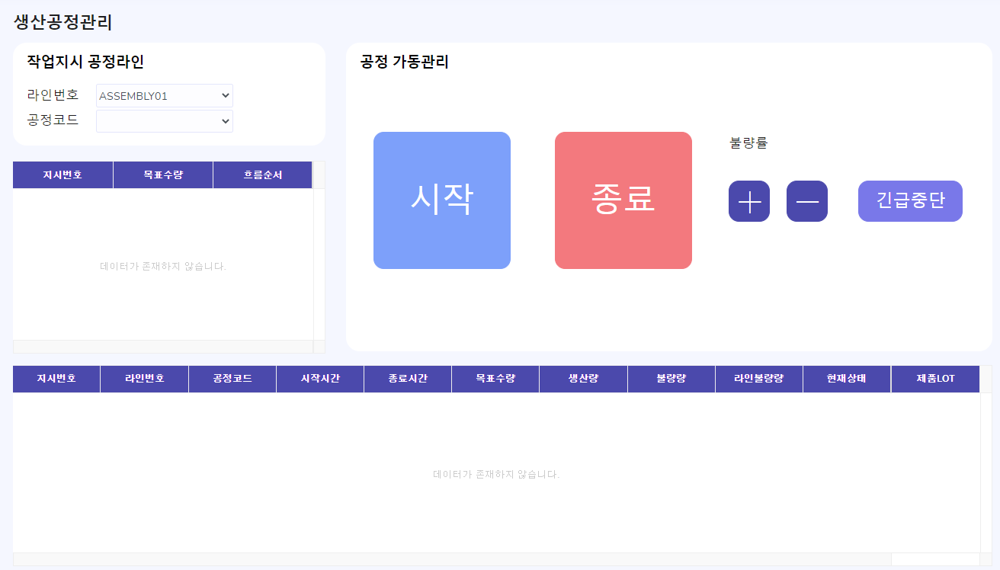 생산공정관리
작업지시 공정라인
라인번호 ASSEMBLY01
공정코드
지시번호 목표수량 흐름순서
데이터가 존재하지 않습니다.
공정 가동관리
시작 종료
불량률
+ − 긴급중단
지시번호 라인번호 공정코드 시작시간 종료시간 목표수량 생산량 불량량 라인불량량 현재상태 제품LOT
데이터가 존재하지 않습니다.